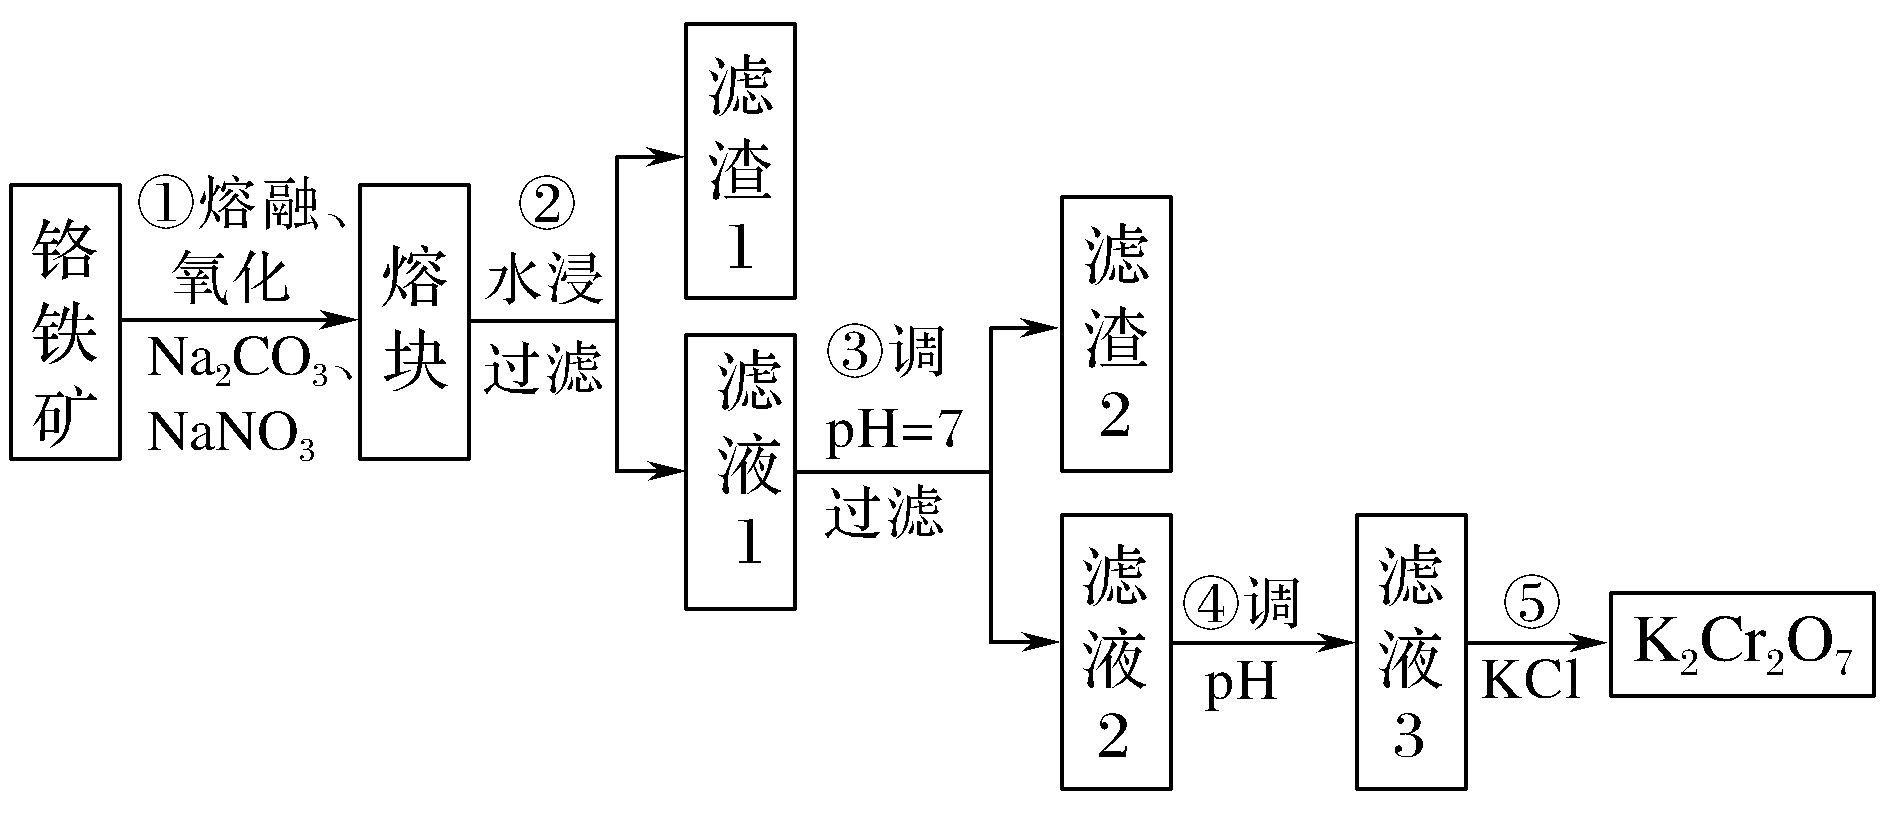 铬铁矿
①熔融、
氧化
Na₂CO₃、
NaNO₃
熔块
②
水浸
过滤
滤渣1
滤液1
③调
pH=7
过滤
滤渣2
滤液2
④调
pH
滤液3
⑤
KCl
K₂Cr₂O₇